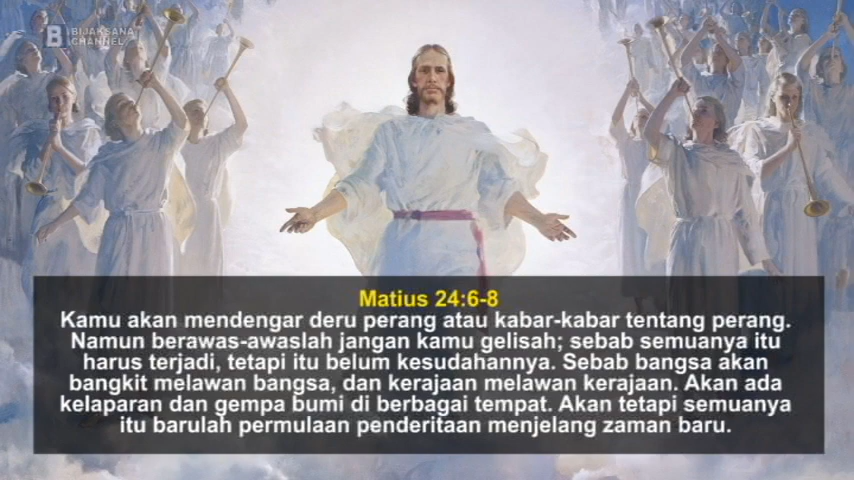 B BIJAKSANA
CHANNEL
Matius 24:6-8
Kamu akan mendengar deru perang atau kabar-kabar tentang perang.
Namun berawas-awaslah jangan kamu gelisah; sebab semuanya itu
harus terjadi, tetapi itu belum kesudahannya. Sebab bangsa akan
bangkit melawan bangsa, dan kerajaan melawan kerajaan. Akan ada
kelaparan dan gempa bumi di berbagai tempat. Akan tetapi semuanya
itu barulah permulaan penderitaan menjelang zaman baru.